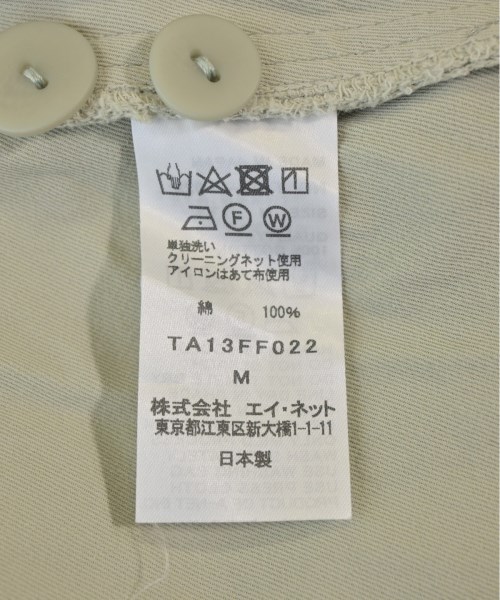 F W
単独洗い
クリーニングネット使用
アイロンはあて布使用
綿 100%
TA13FF022
M
株式会社 エイ・ネット
東京都江東区新大橋1-1-11
日本製